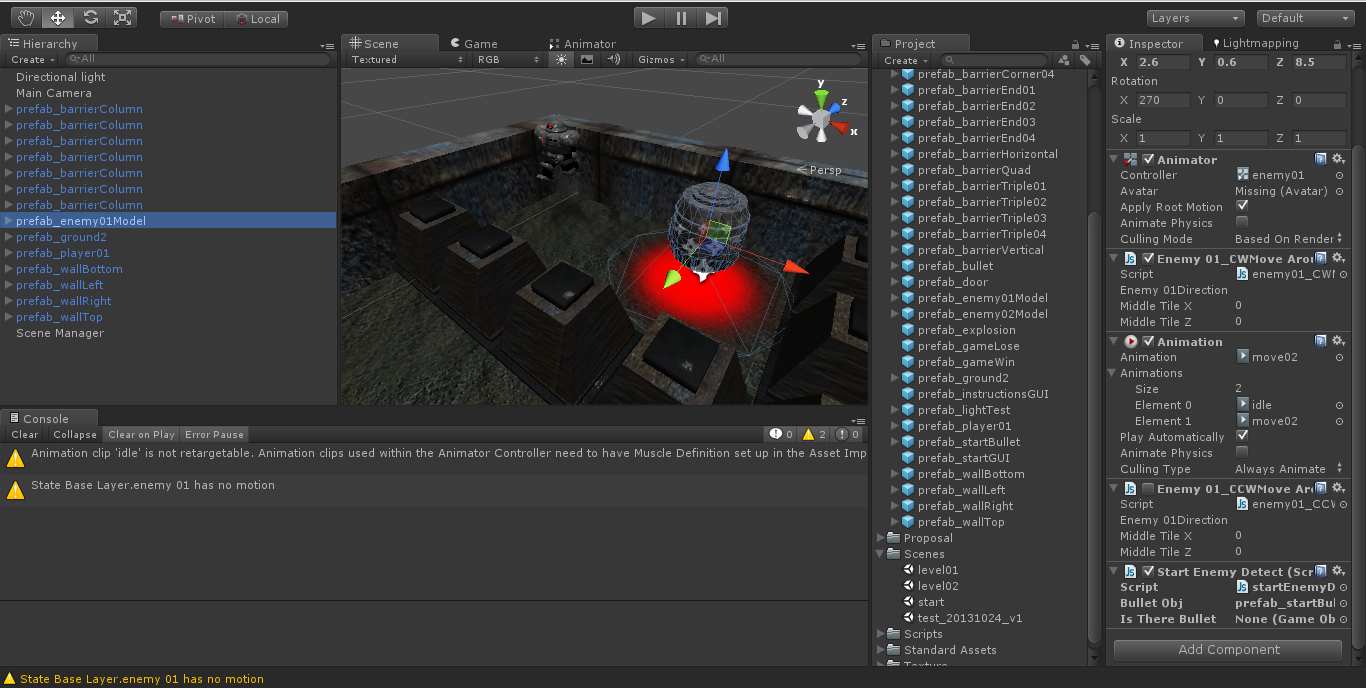 Pivot Local
Layers Default
Hierarchy
Create All
Directional light
Main Camera
prefab_barrierColumn
prefab_barrierColumn
prefab_barrierColumn
prefab_barrierColumn
prefab_barrierColumn
prefab_barrierColumn
prefab_barrierColumn
prefab_enemy01Model
prefab_ground2
prefab_player01
prefab_wallBottom
prefab_wallLeft
prefab_wallRight
prefab_wallTop
Scene Manager
Scene Game Animator
Textured RGB Gizmos All
y
z
x
Persp
Console
Clear Collapse Clear on Play Error Pause 0 2 0
Animation clip 'idle' is not retargetable. Animation clips used within the Animator Controller need to have Muscle Definition set up in the Asset Imp
State Base Layer.enemy 01 has no motion
Project
Create
prefab_barrierCorner04
prefab_barrierEnd01
prefab_barrierEnd02
prefab_barrierEnd03
prefab_barrierEnd04
prefab_barrierHorizontal
prefab_barrierQuad
prefab_barrierTriple01
prefab_barrierTriple02
prefab_barrierTriple03
prefab_barrierTriple04
prefab_barrierVertical
prefab_bullet
prefab_door
prefab_enemy01Model
prefab_enemy02Model
prefab_explosion
prefab_gameLose
prefab_gameWin
prefab_ground2
prefab_instructionsGUI
prefab_lightTest
prefab_player01
prefab_startBullet
prefab_startGUI
prefab_wallBottom
prefab_wallLeft
prefab_wallRight
prefab_wallTop
Proposal
Scenes
level01
level02
start
test_20131024_v1
Scripts
Standard Assets
Texture
Inspector Lightmapping
X 2.6 Y 0.6 Z 8.5
Rotation
X 270 Y 0 Z 0
Scale
X 1 Y 1 Z 1
Animator
Controller enemy01
Avatar Missing (Avatar)
Apply Root Motion
Animate Physics
Culling Mode Based On Render
Enemy 01_CWMove Arou
Script enemy01_CWM
Enemy 01Direction
Middle Tile X 0
Middle Tile Z 0
Animation
Animation move02
Animations
Size 2
Element 0 idle
Element 1 move02
Play Automatically
Animate Physics
Culling Type Always Animate
Enemy 01_CCWMove Aro
Script enemy01_CCW
Enemy 01Direction
Middle Tile X 0
Middle Tile Z 0
Start Enemy Detect (Scr
Script startEnemyD
Bullet Obj prefab_startBul
Is There Bullet None (Game Ob
Add Component
State Base Layer.enemy 01 has no motion